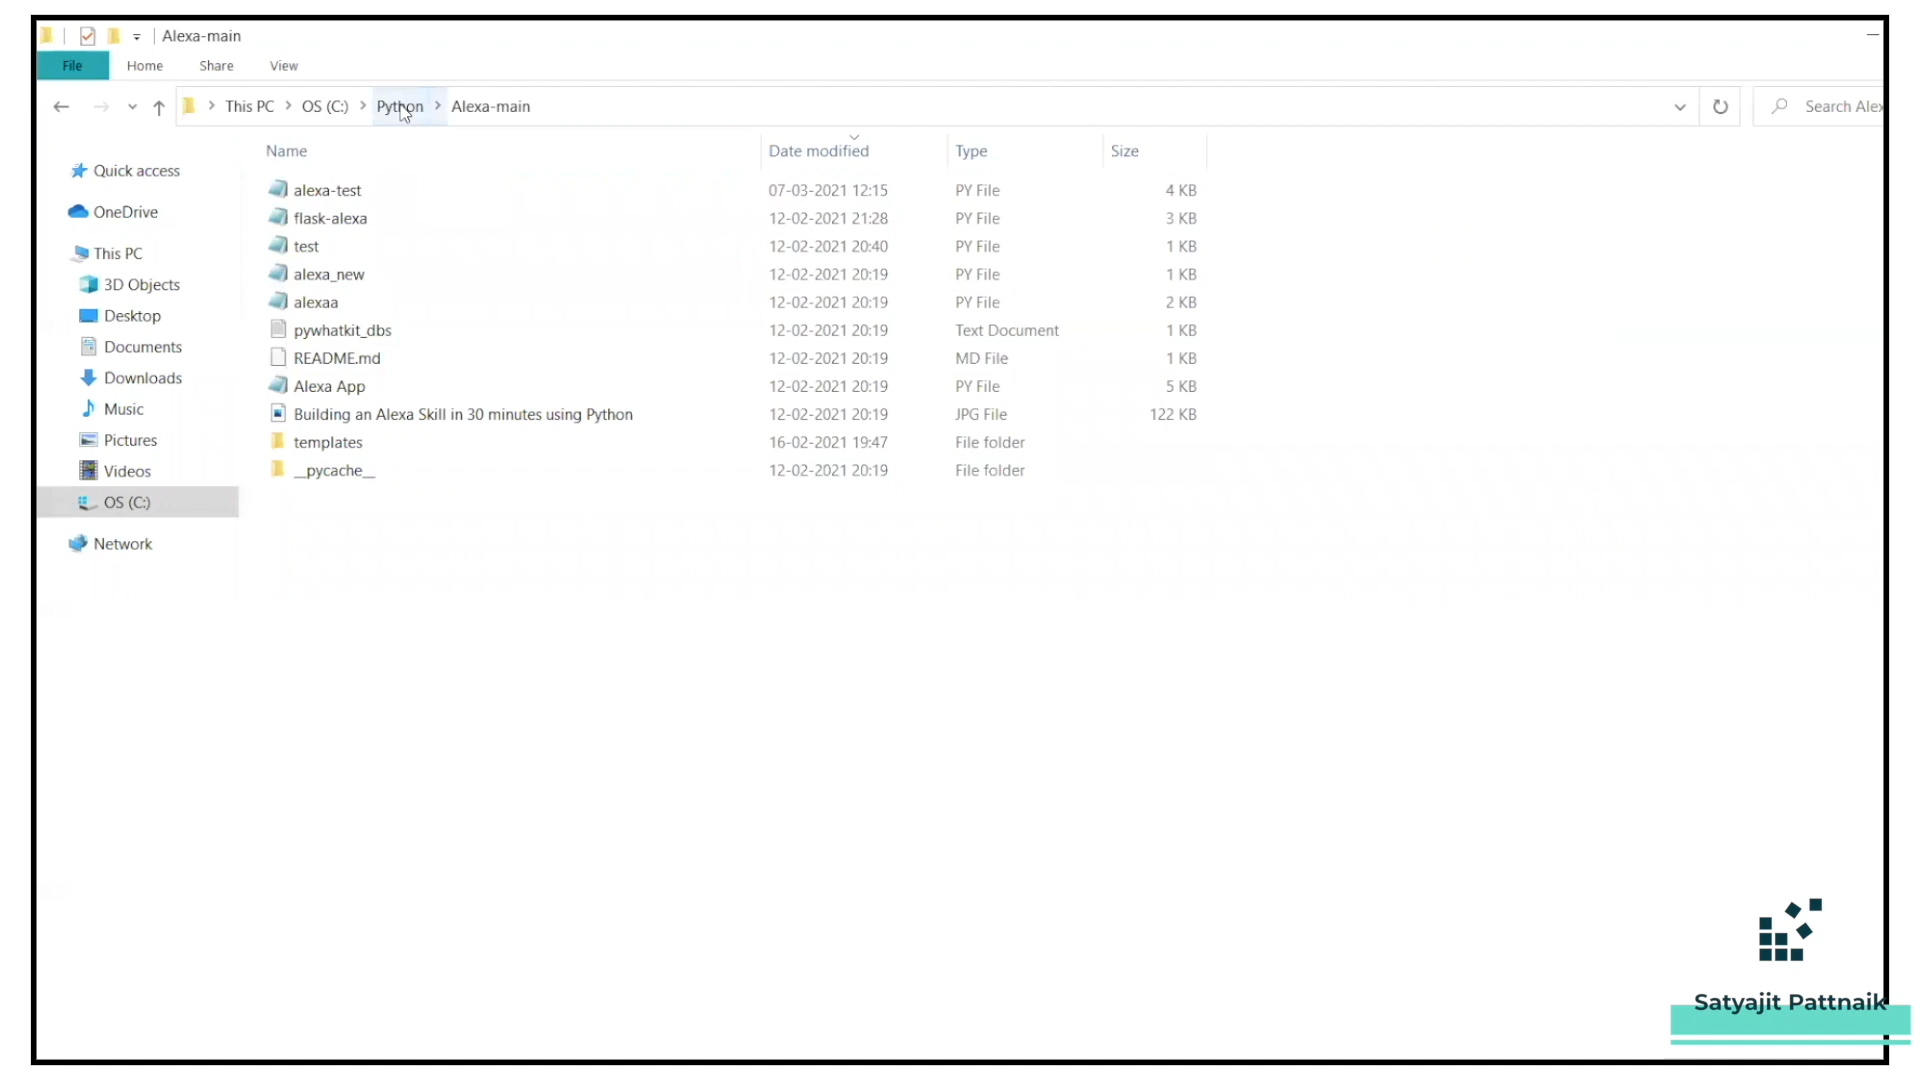 Alexa-main
File Home Share View
This PC OS (C:) Python Alexa-main Search Alex
Name Date modified Type Size
Quick access
OneDrive
This PC
3D Objects
Desktop
Documents
Downloads
Music
Pictures
Videos
OS (C:)
Network
alexa-test 07-03-2021 12:15 PY File 4 KB
flask-alexa 12-02-2021 21:28 PY File 3 KB
test 12-02-2021 20:40 PY File 1 KB
alexa_new 12-02-2021 20:19 PY File 1 KB
alexaa 12-02-2021 20:19 PY File 2 KB
pywhatkit_dbs 12-02-2021 20:19 Text Document 1 KB
README.md 12-02-2021 20:19 MD File 1 KB
Alexa App 12-02-2021 20:19 PY File 5 KB
Building an Alexa Skill in 30 minutes using Python 12-02-2021 20:19 JPG File 122 KB
templates 16-02-2021 19:47 File folder
__pycache__ 12-02-2021 20:19 File folder
Satyajit Pattnaik